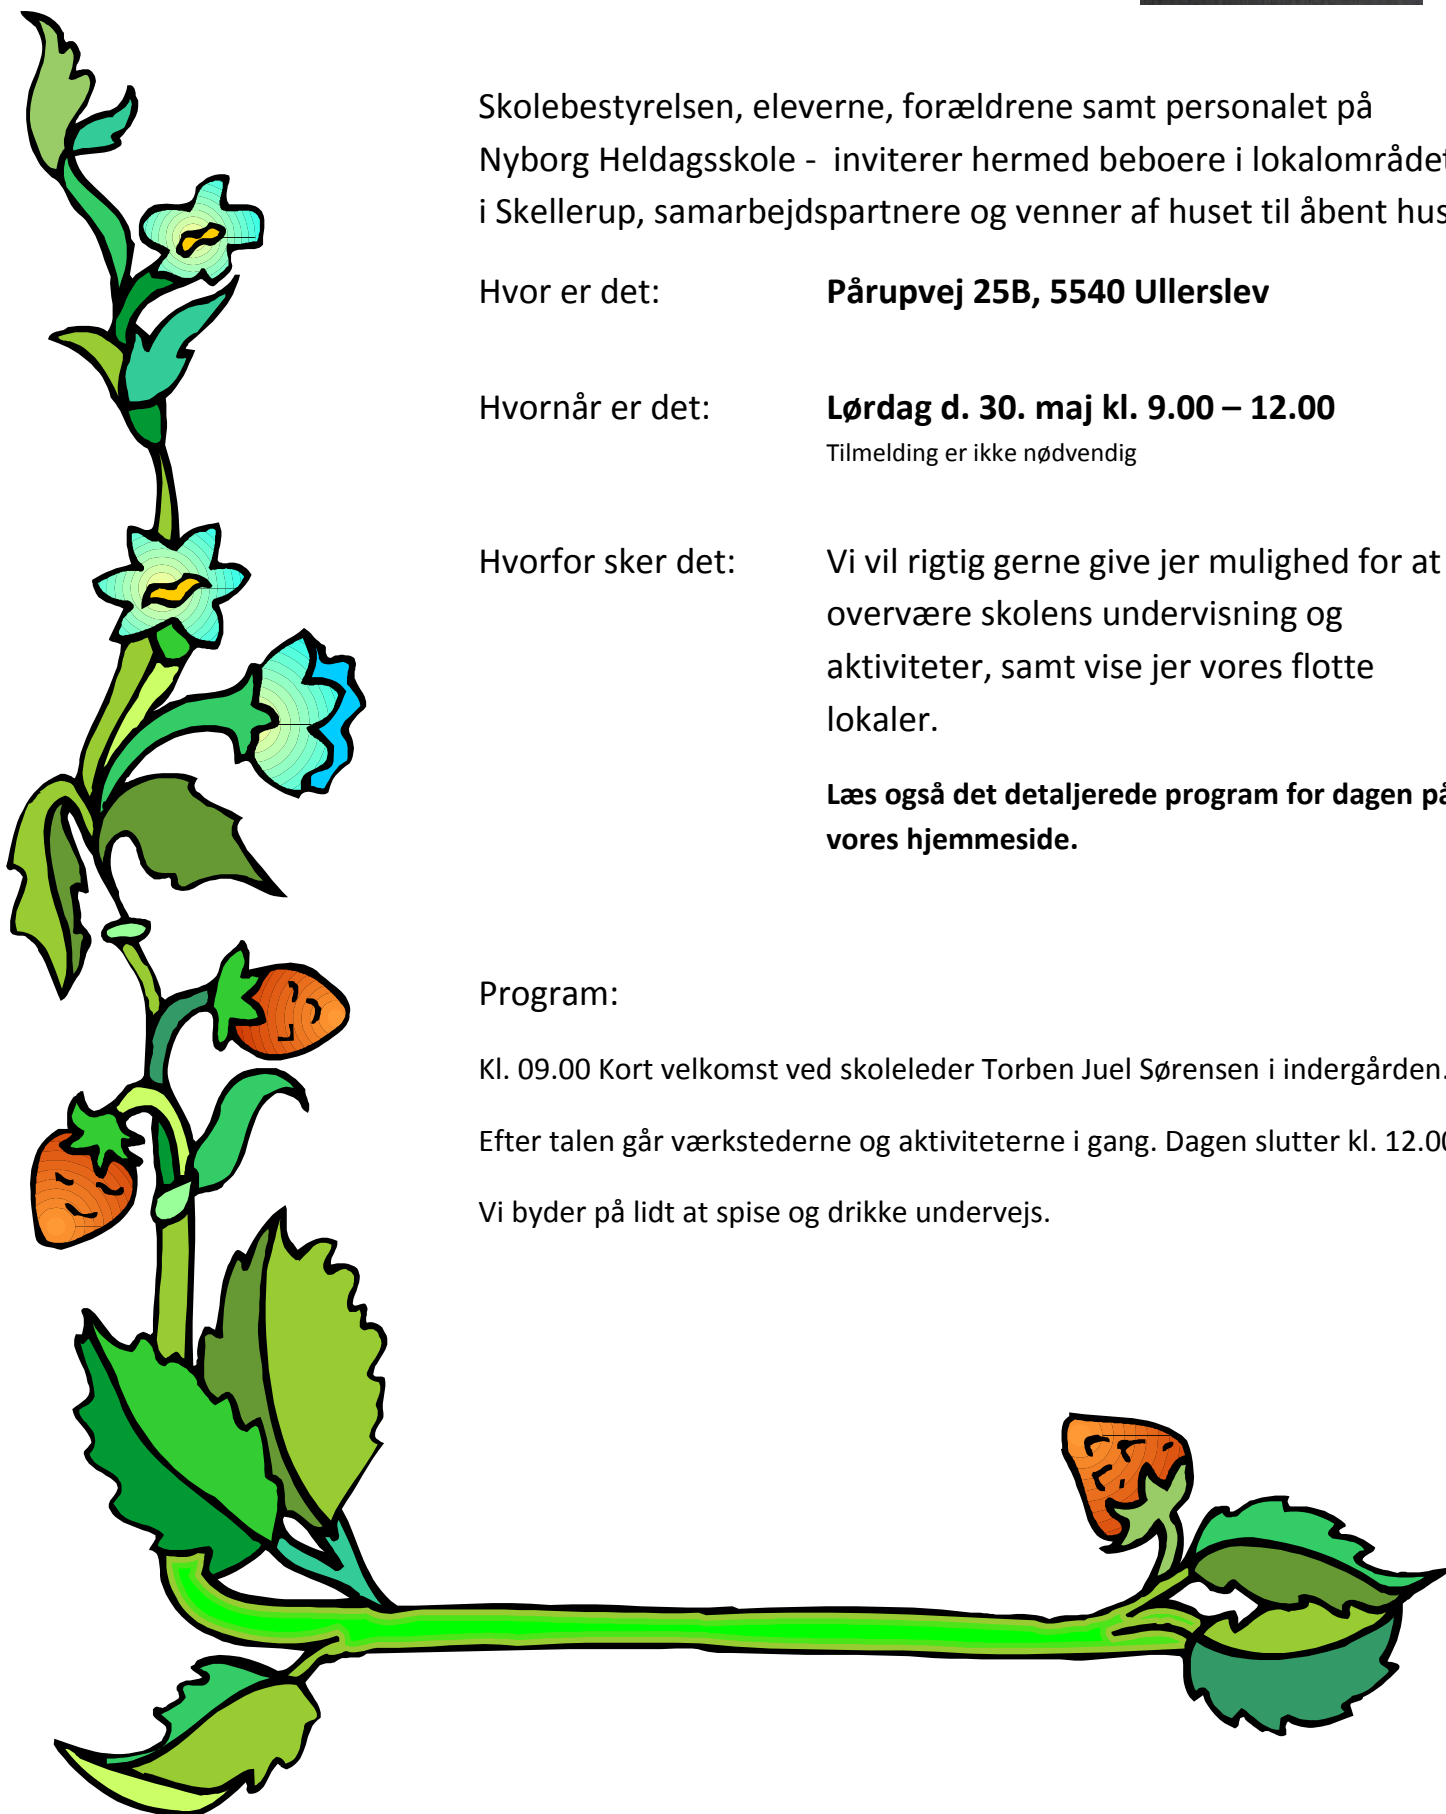 Skolebestyrelsen, eleverne, forældrene samt personalet på
Nyborg Heldagsskole - inviterer hermed beboere i lokalområdet
i Skellerup, samarbejdspartnere og venner af huset til åbent hus
Hvor er det: Pårupvej 25B, 5540 Ullerslev
Hvornår er det: Lørdag d. 30. maj kl. 9.00 – 12.00
Tilmelding er ikke nødvendig
Hvorfor sker det: Vi vil rigtig gerne give jer mulighed for at
overvære skolens undervisning og
aktiviteter, samt vise jer vores flotte
lokaler.
Læs også det detaljerede program for dagen på
vores hjemmeside.
Program:
Kl. 09.00 Kort velkomst ved skoleleder Torben Juel Sørensen i indergården.
Efter talen går værkstederne og aktiviteterne i gang. Dagen slutter kl. 12.00
Vi byder på lidt at spise og drikke undervejs.